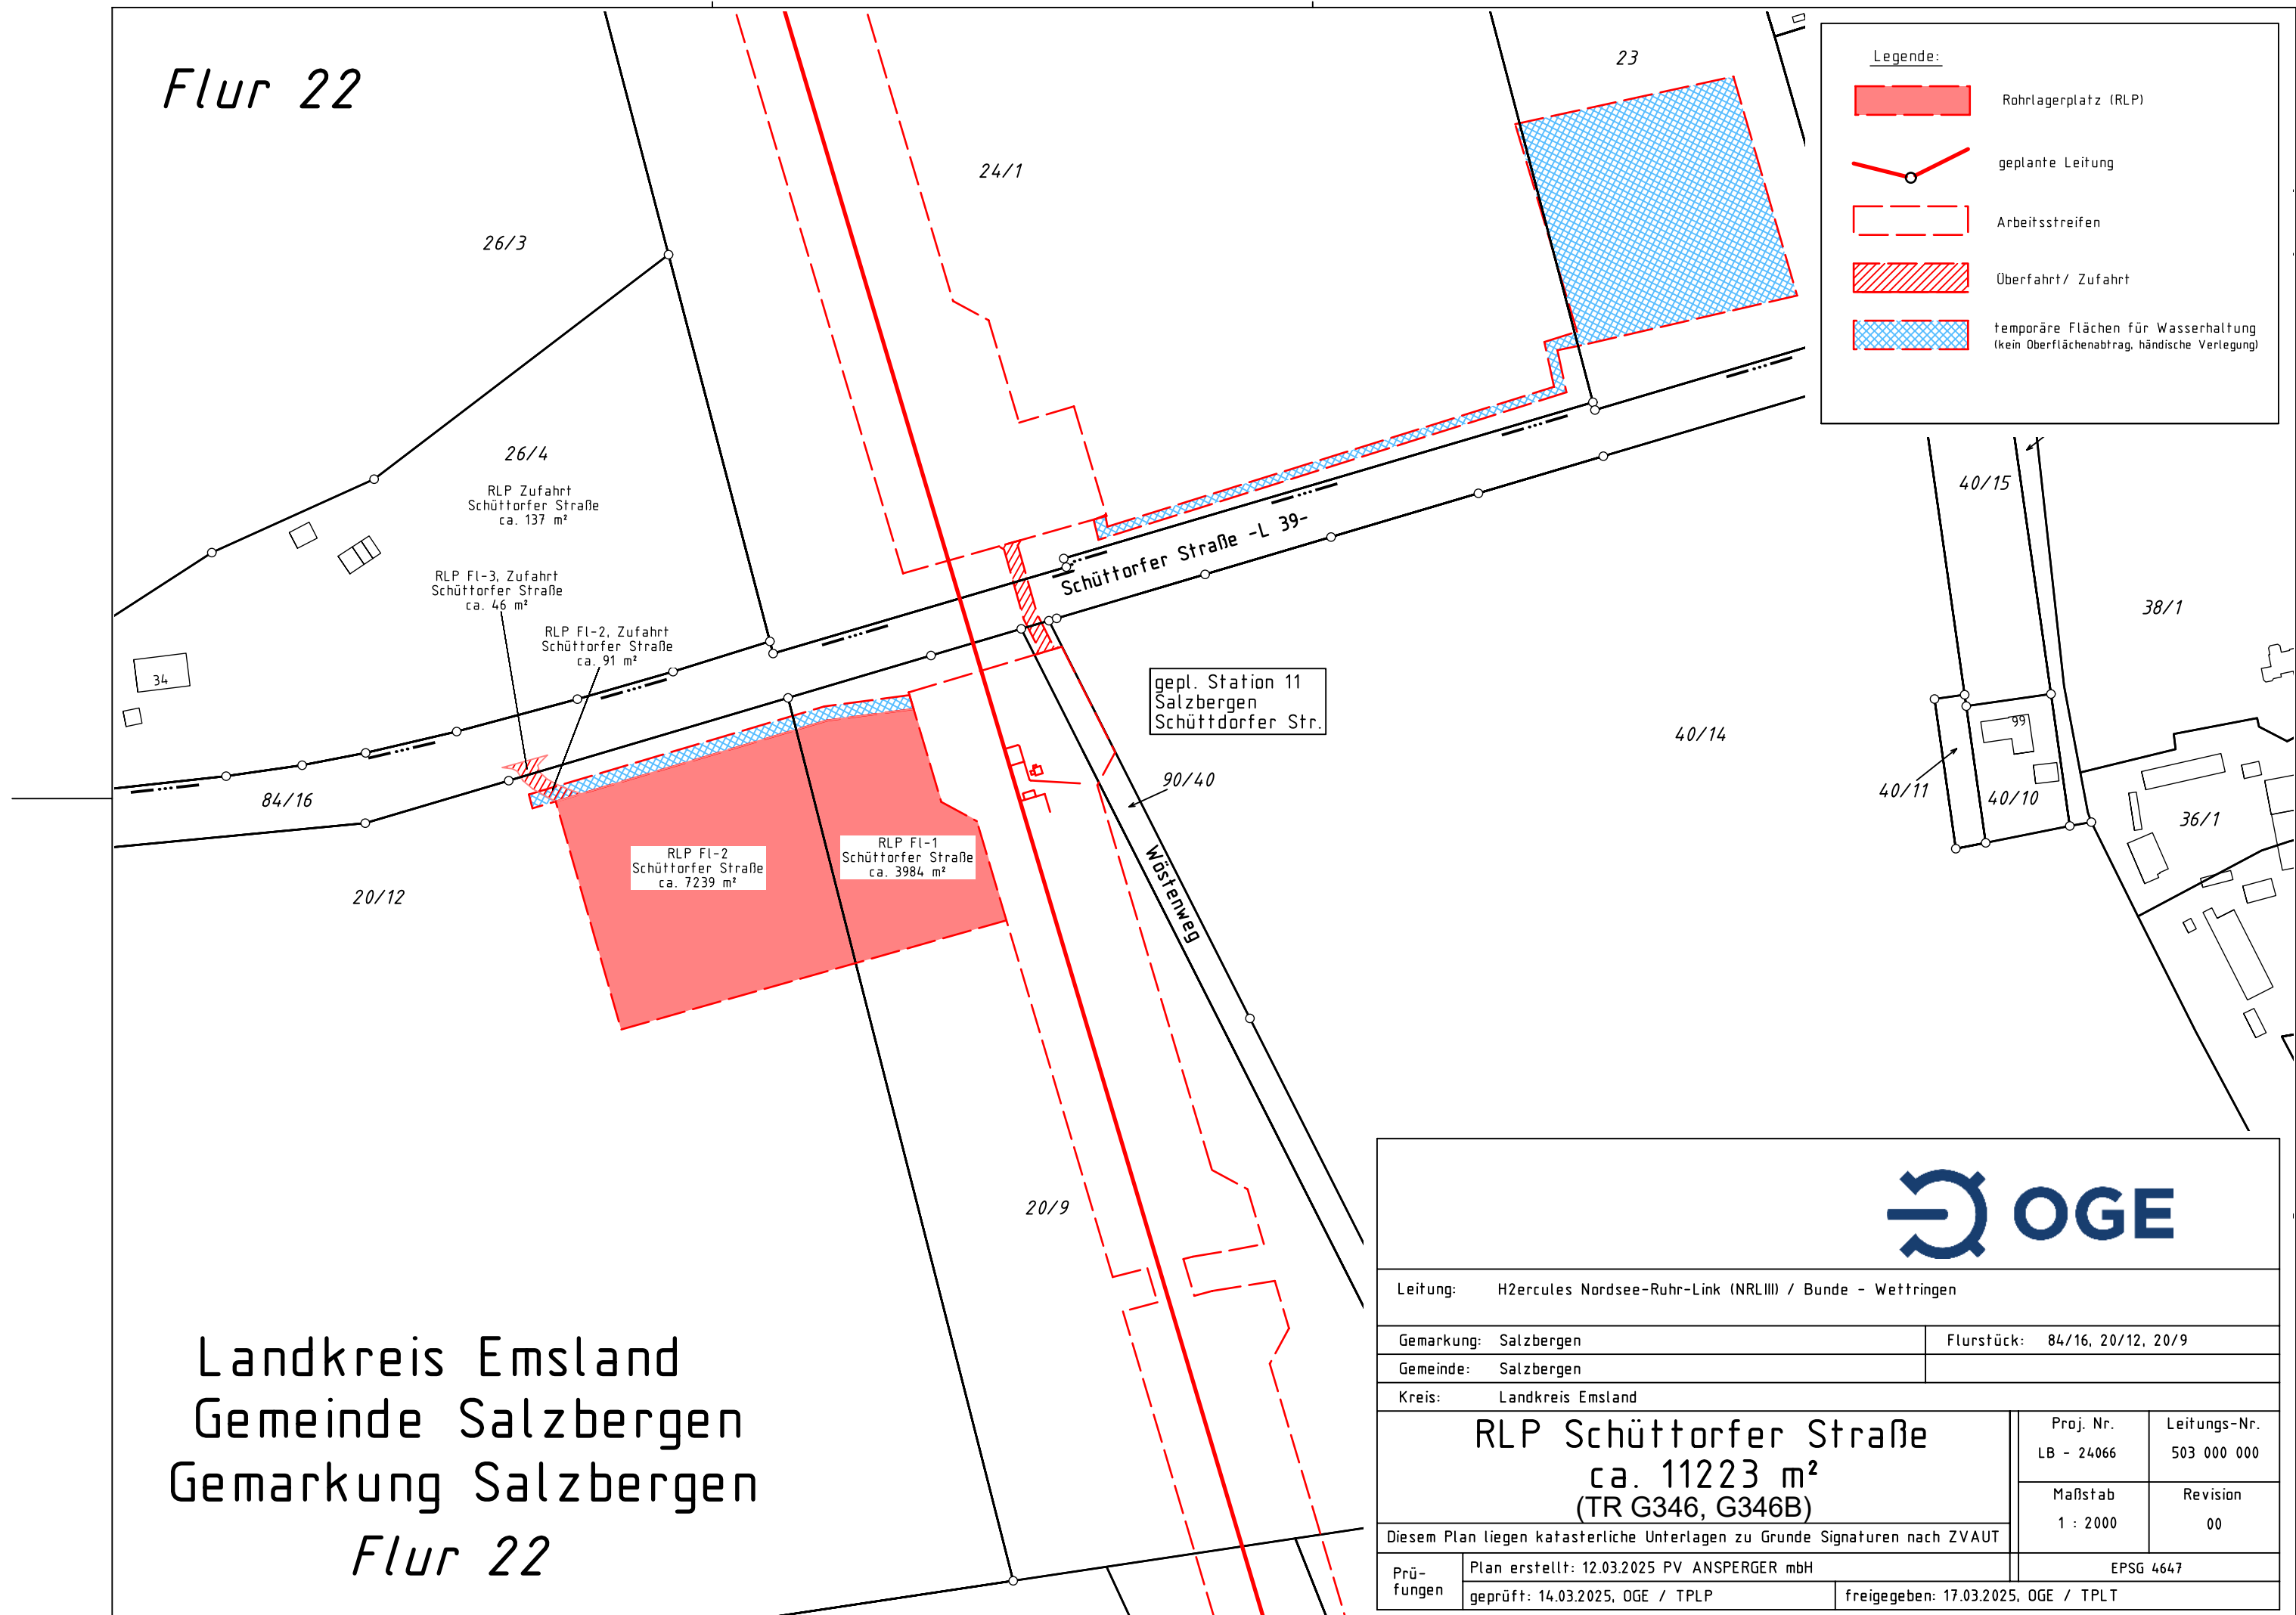 Flur 22
23
24/1
26/3
26/4
RLP Zufahrt
Schüttorfer Straße
ca. 137 m²
RLP Fl-3, Zufahrt
Schüttorfer Straße
ca. 46 m²
RLP Fl-2, Zufahrt
Schüttorfer Straße
ca. 91 m²
34
Schüttorfer Straße -L 39-
gepl. Station 11
Salzbergen
Schüttdorfer Str.
84/16
20/12
RLP Fl-2
Schüttorfer Straße
ca. 7239 m²
RLP Fl-1
Schüttorfer Straße
ca. 3984 m²
90/40
Wöstenweg
40/14
40/15
38/1
99
40/11
40/10
36/1
20/9
Legende:
Rohrlagerplatz (RLP)
geplante Leitung
Arbeitsstreifen
Überfahrt/ Zufahrt
temporäre Flächen für Wasserhaltung
(kein Oberflächenabtrag, händische Verlegung)
Landkreis Emsland
Gemeinde Salzbergen
Gemarkung Salzbergen
Flur 22
OGE
Leitung: H2ercules Nordsee-Ruhr-Link (NRLIII) / Bunde - Wettringen
Gemarkung: Salzbergen
Flurstück: 84/16, 20/12, 20/9
Gemeinde: Salzbergen
Kreis: Landkreis Emsland
RLP Schüttorfer Straße
ca. 11223 m²
(TR G346, G346B)
Proj. Nr.
LB - 24066
Leitungs-Nr.
503 000 000
Maßstab
1 : 2000
Revision
00
Diesem Plan liegen katasterliche Unterlagen zu Grunde Signaturen nach ZVAUT
Prü-
fungen
Plan erstellt: 12.03.2025 PV ANSPERGER mbH
EPSG 4647
geprüft: 14.03.2025, OGE / TPLP
freigegeben: 17.03.2025, OGE / TPLT